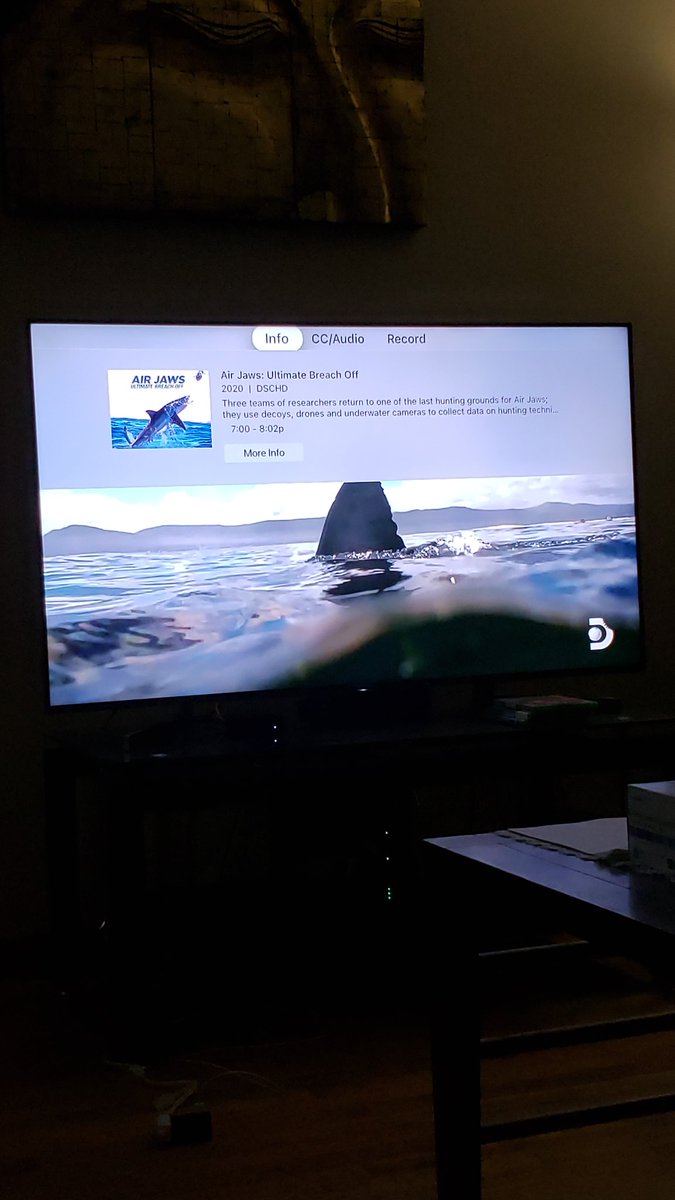 Info CC/Audio Record
AIR JAWS
ULTIMATE BREACH OFF
Air Jaws: Ultimate Breach Off
2020 | DSCHD
Three teams of researchers return to one of the last hunting grounds for Air Jaws;
they use decoys, drones and underwater cameras to collect data on hunting techni...
7:00 - 8:02p
More Info